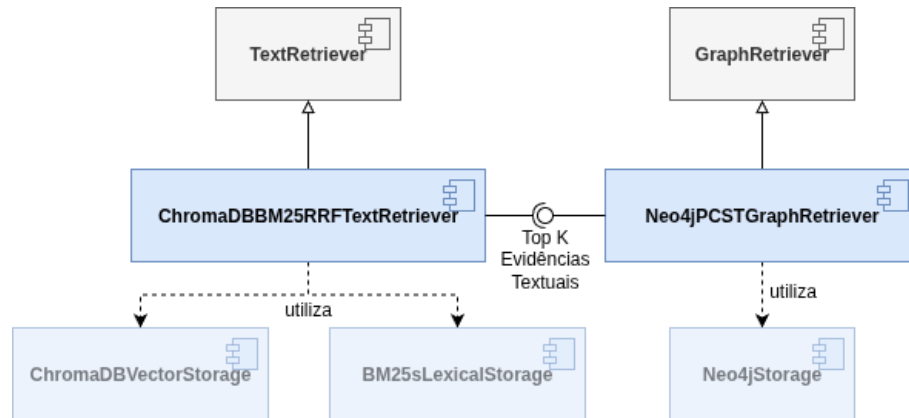 TextRetriever
GraphRetriever
ChromaDBBM25RRFTextRetriever
Neo4jPCSTGraphRetriever
Top K
Evidências
Textuais
utiliza
utiliza
ChromaDBVectorStorage
BM25sLexicalStorage
Neo4jStorage